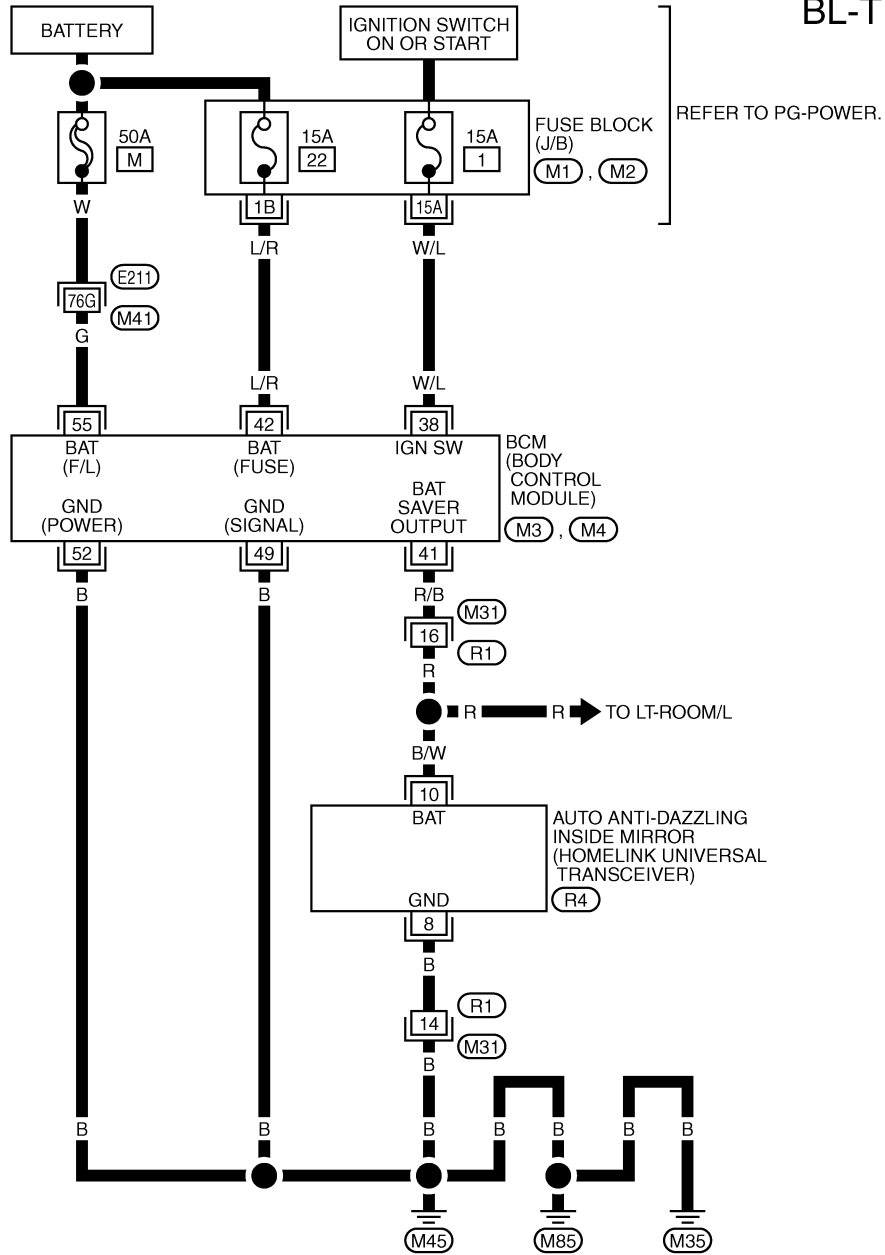 BL-T
BATTERY
IGNITION SWITCH
ON OR START
REFER TO PG-POWER.
50A
M
15A
22
15A
1
FUSE BLOCK
(J/B)
M1 , M2
W
1B
15A
L/R
W/L
E211
76G
M41
G
L/R
W/L
55
42
38
BAT
(F/L)
BAT
(FUSE)
IGN SW
BCM
(BODY
CONTROL
MODULE)
M3 , M4
GND
(POWER)
GND
(SIGNAL)
BAT
SAVER
OUTPUT
52
49
41
B
B
R/B
M31
16
R1
R
R
R
TO LT-ROOM/L
B/W
10
BAT
AUTO ANTI-DAZZLING
INSIDE MIRROR
(HOMELINK UNIVERSAL
TRANSCEIVER)
R4
GND
8
B
R1
14
M31
B
B
B
B
B
B
B
B
M45
M85
M35